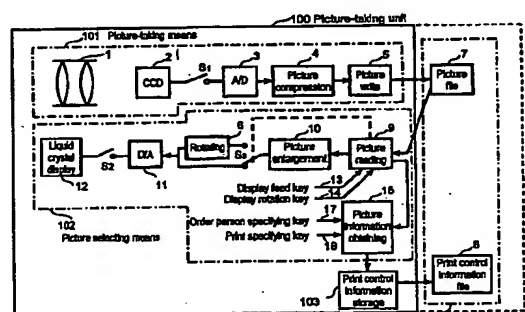 100 Picture-taking unit
101 Picture-taking means
1
2
CCD
S1
3
A/D
4
Picture
compression
5
Picture
write
7
Picture
file
6
Rotating
S3
10
Picture
enlargement
9
Picture
reading
Liquid
crystal
display
12
S2
D/A
11
Display feed key
13
Display rotation key
14
15
Picture
information
obtaining
Order person specifying key
17
Print specifying key
18
102
Picture selecting means
103
Print control
information
storage
8
Print control
information
file